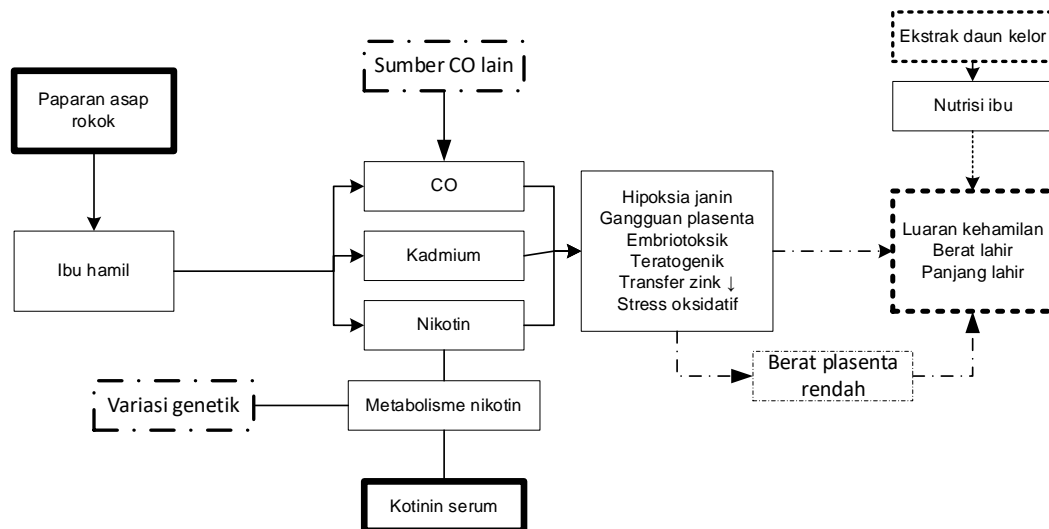 Ekstrak daun kelor
Sumber CO lain
Paparan asap
rokok
Nutrisi ibu
CO
Hipoksia janin
Gangguan plasenta
Embriotoksik
Teratogenik
Transfer zink ↓
Stress oksidatif
Luaran kehamilan
Berat lahir
Panjang lahir
Ibu hamil
Kadmium
Nikotin
Berat plasenta
rendah
Variasi genetik
Metabolisme nikotin
Kotinin serum